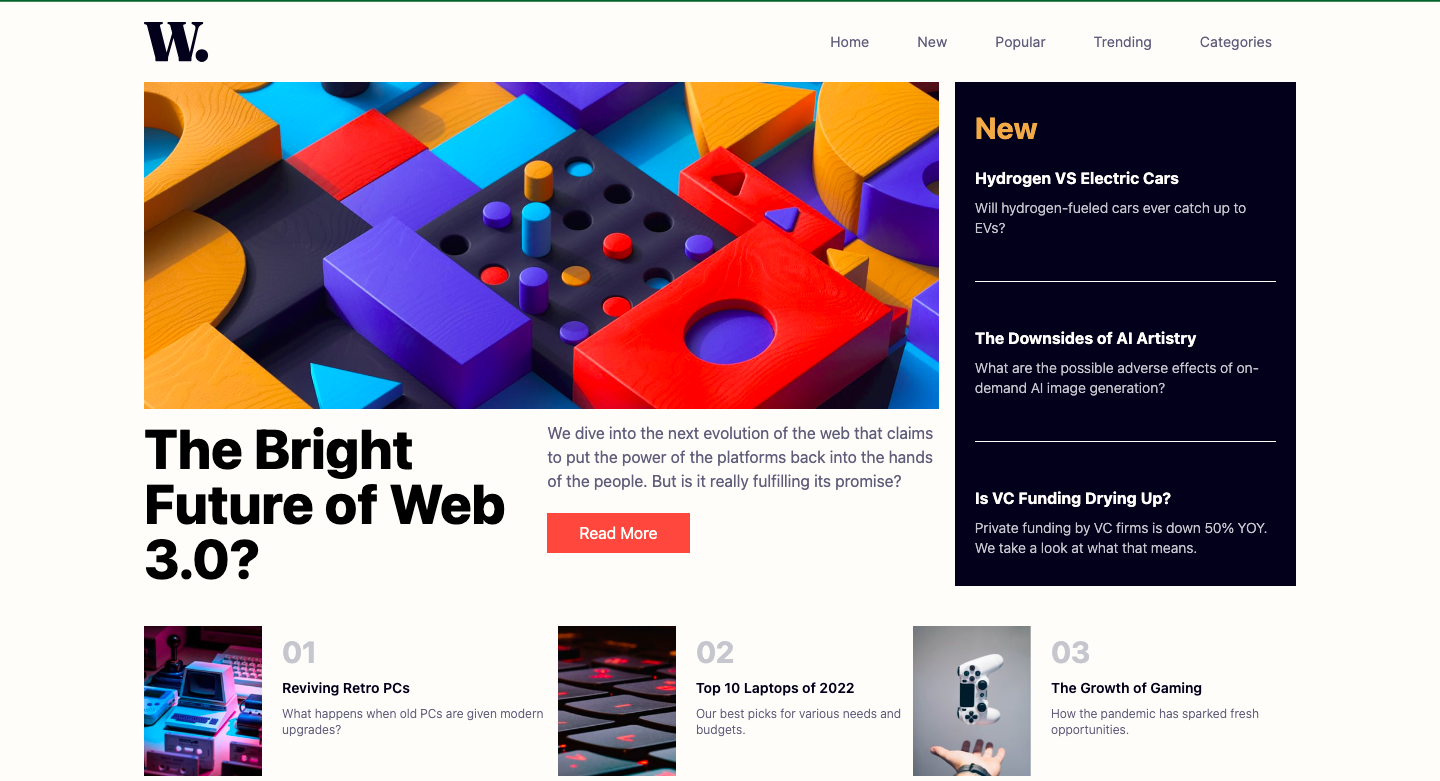 W.
Home New Popular Trending Categories
New
Hydrogen VS Electric Cars
Will hydrogen-fueled cars ever catch up to
EVs?
The Downsides of AI Artistry
What are the possible adverse effects of on-
demand AI image generation?
Is VC Funding Drying Up?
Private funding by VC firms is down 50% YOY.
We take a look at what that means.
The Bright
Future of Web
3.0?
We dive into the next evolution of the web that claims
to put the power of the platforms back into the hands
of the people. But is it really fulfilling its promise?
Read More
01
Reviving Retro PCs
What happens when old PCs are given modern
upgrades?
02
Top 10 Laptops of 2022
Our best picks for various needs and
budgets.
03
The Growth of Gaming
How the pandemic has sparked fresh
opportunities.